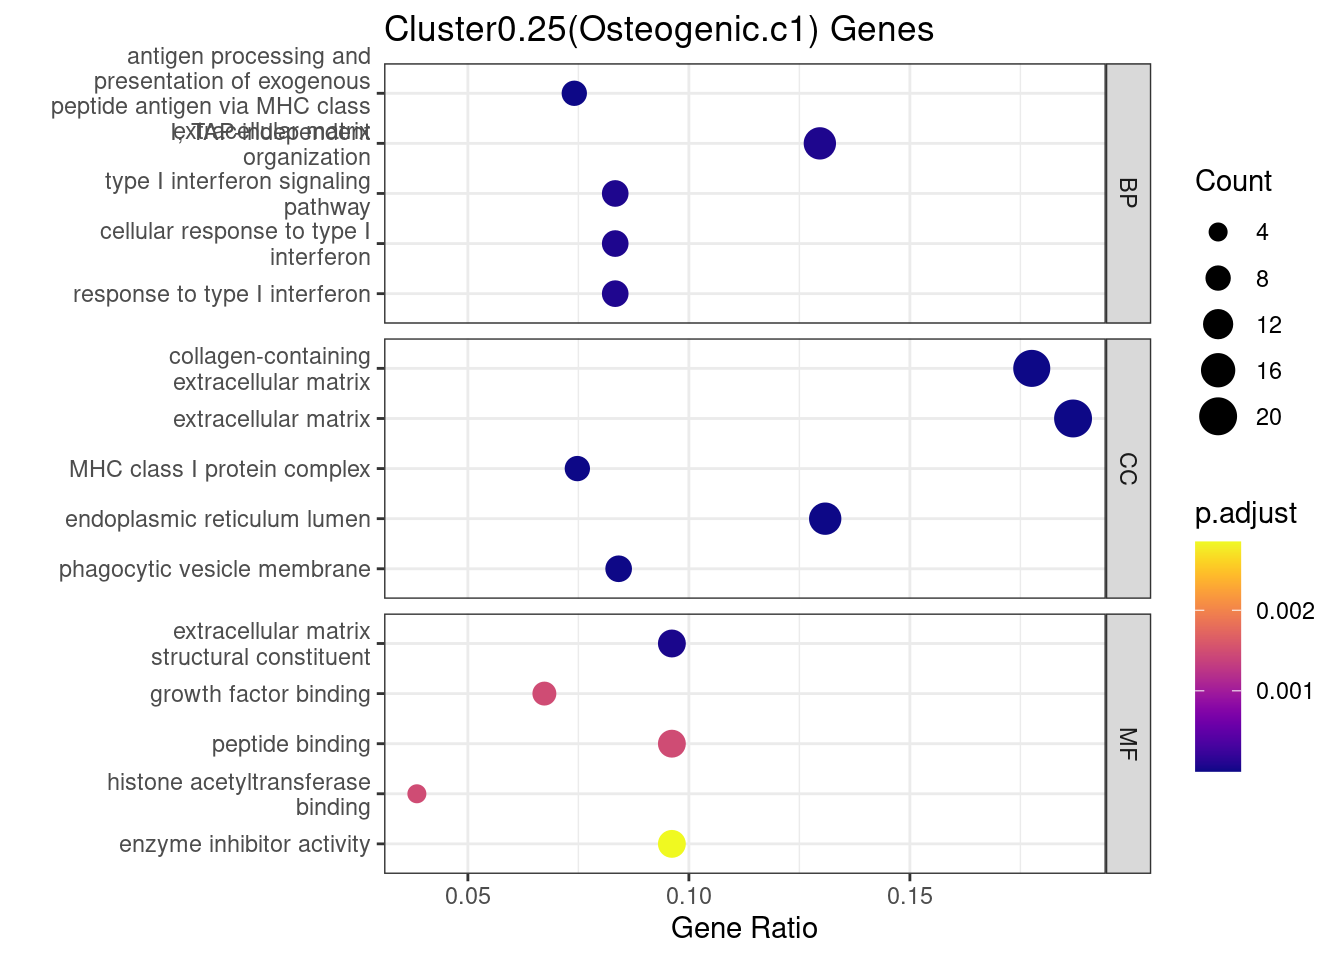 Cluster0.25(Osteogenic.c1) Genes
antigen processing and
presentation of exogenous
peptide antigen via MHC class
I, TAP-independent
extracellular matrix
organization
type I interferon signaling
pathway
cellular response to type I
interferon
response to type I interferon
BP
collagen-containing
extracellular matrix
extracellular matrix
MHC class I protein complex
endoplasmic reticulum lumen
phagocytic vesicle membrane
CC
extracellular matrix
structural constituent
growth factor binding
peptide binding
histone acetyltransferase
binding
enzyme inhibitor activity
MF
0.05 0.10 0.15
Gene Ratio
Count
4
8
12
16
20
p.adjust
0.002
0.001